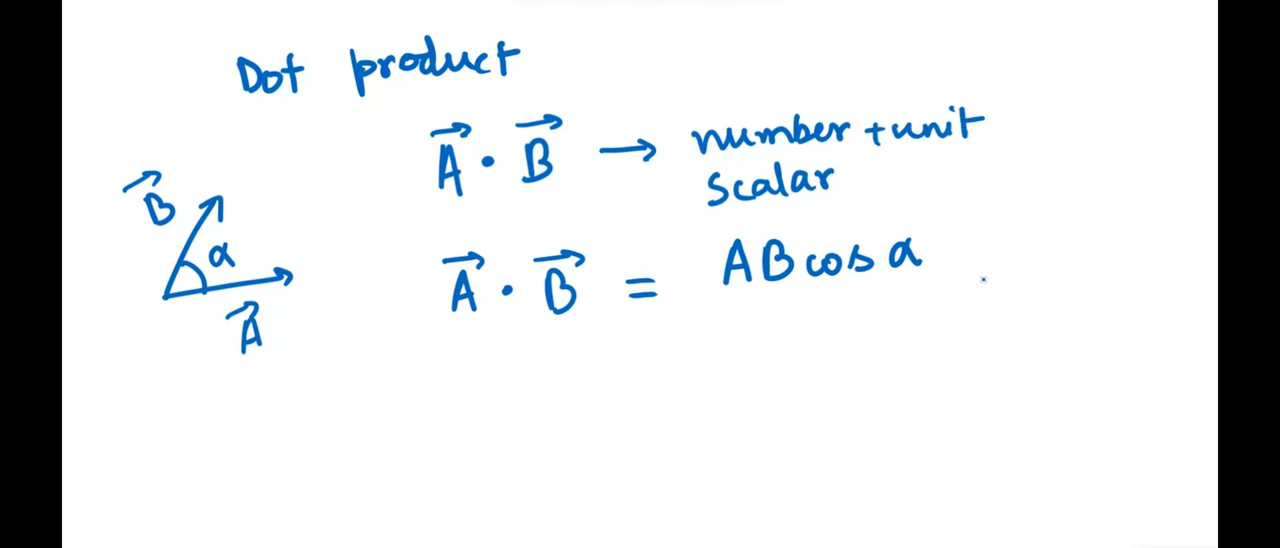 Dot product
A⃗ · B⃗ → number + unit
scalar
B⃗
α
A⃗
A⃗ · B⃗ = AB cos α